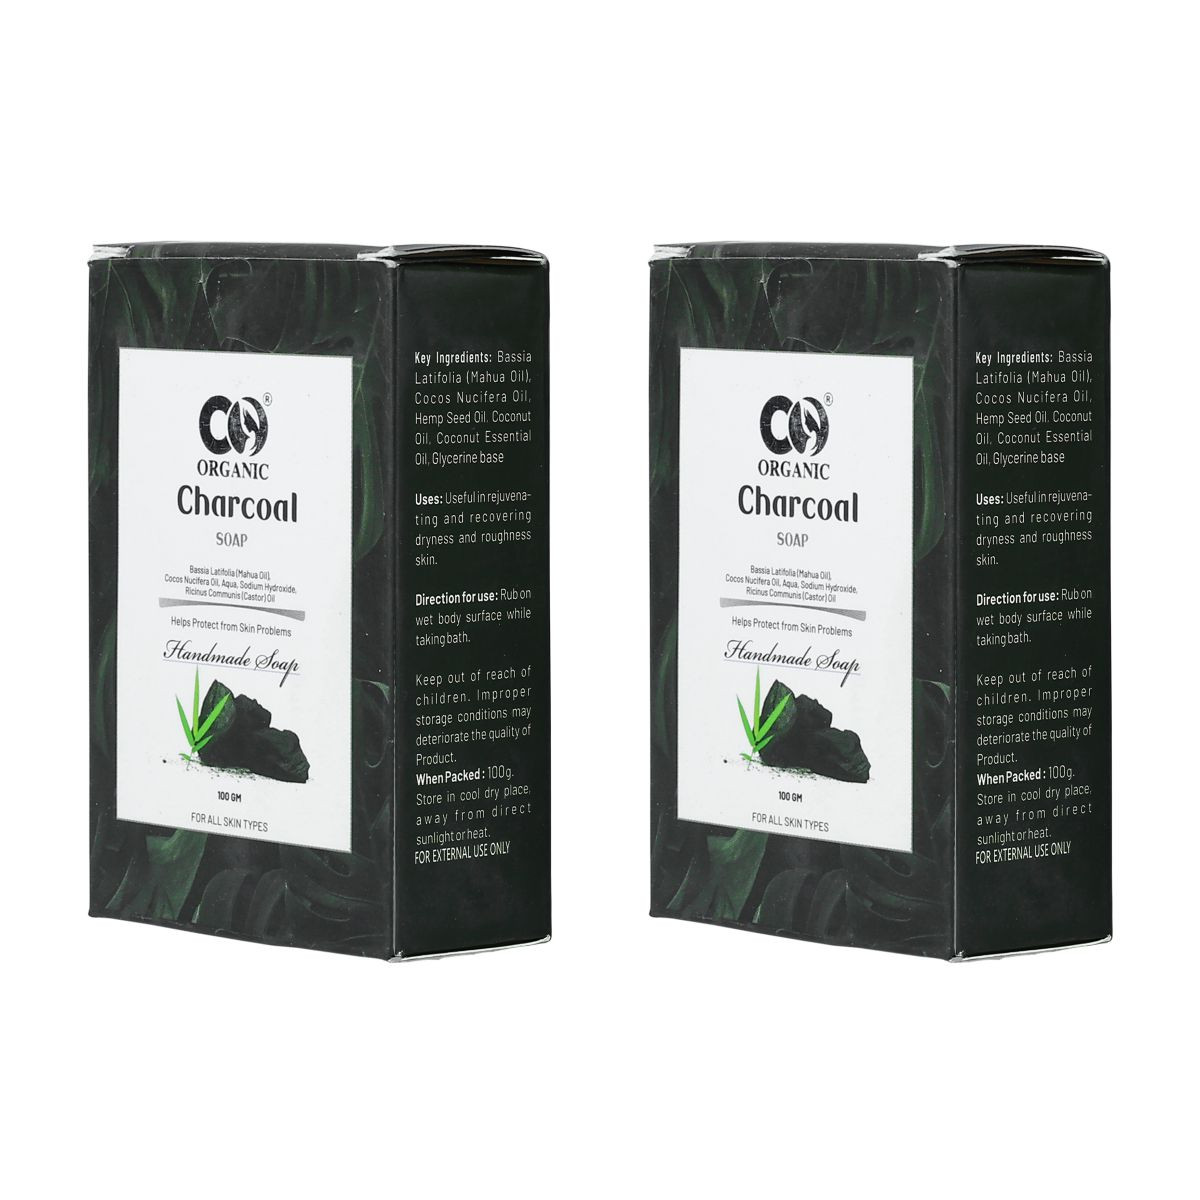 CO®
ORGANIC
Charcoal
SOAP
Bassia Latifolia (Mahua Oil),
Cocos Nucifera Oil, Aqua, Sodium Hydroxide,
Ricinus Communis (Castor) Oil
Helps Protect from Skin Problems
Handmade Soap
100 GM
FOR ALL SKIN TYPES
Key Ingredients: Bassia
Latifolia (Mahua Oil),
Cocos Nucifera Oil,
Hemp Seed Oil, Coconut
Oil, Coconut Essential
Oil, Glycerine base
Uses: Useful in rejuvena-
ting and recovering
dryness and roughness
skin.
Direction for use: Rub on
wet body surface while
taking bath.
Keep out of reach of
children. Improper
storage conditions may
deteriorate the quality of
Product.
When Packed : 100g.
Store in cool dry place,
away from direct
sunlight or heat.
FOR EXTERNAL USE ONLY
CO®
ORGANIC
Charcoal
SOAP
Bassia Latifolia (Mahua Oil),
Cocos Nucifera Oil, Aqua, Sodium Hydroxide,
Ricinus Communis (Castor) Oil
Helps Protect from Skin Problems
Handmade Soap
100 GM
FOR ALL SKIN TYPES
Key Ingredients: Bassia
Latifolia (Mahua Oil),
Cocos Nucifera Oil,
Hemp Seed Oil, Coconut
Oil, Coconut Essential
Oil, Glycerine base
Uses: Useful in rejuvena-
ting and recovering
dryness and roughness
skin.
Direction for use: Rub on
wet body surface while
taking bath.
Keep out of reach of
children. Improper
storage conditions may
deteriorate the quality of
Product.
When Packed : 100g.
Store in cool dry place,
away from direct
sunlight or heat.
FOR EXTERNAL USE ONLY